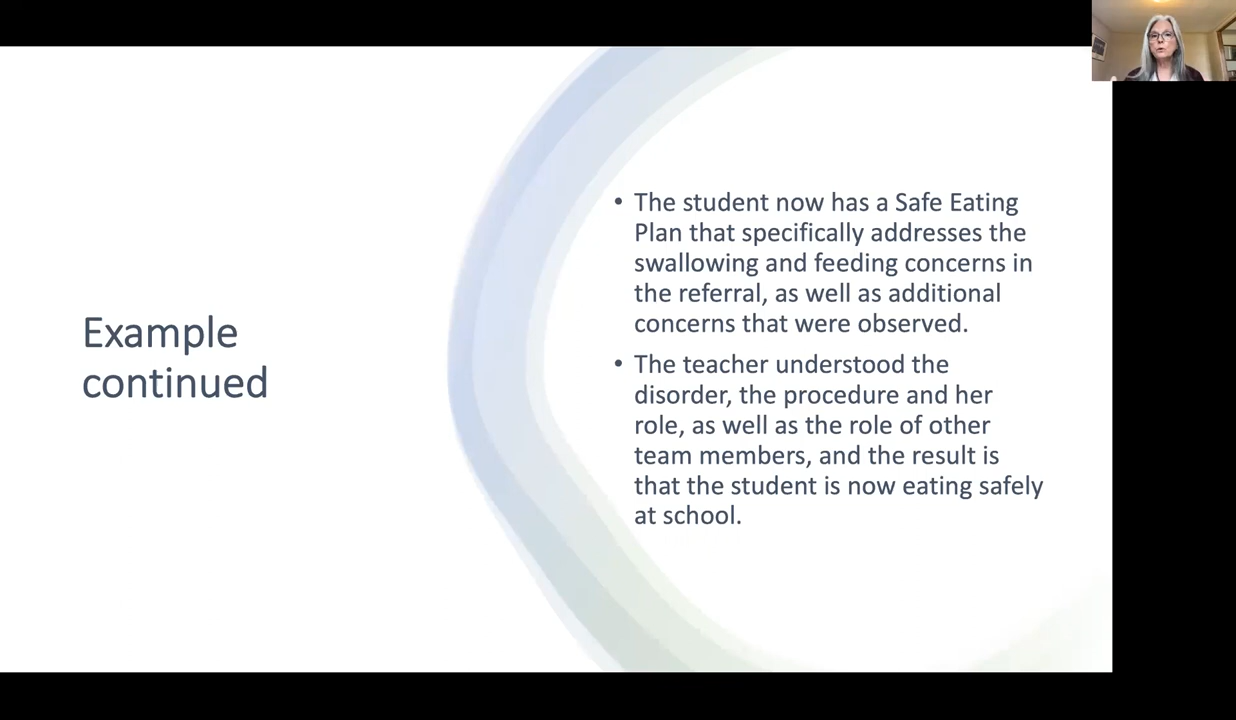 Example
continued
• The student now has a Safe Eating
Plan that specifically addresses the
swallowing and feeding concerns in
the referral, as well as additional
concerns that were observed.
• The teacher understood the
disorder, the procedure and her
role, as well as the role of other
team members, and the result is
that the student is now eating safely
at school.